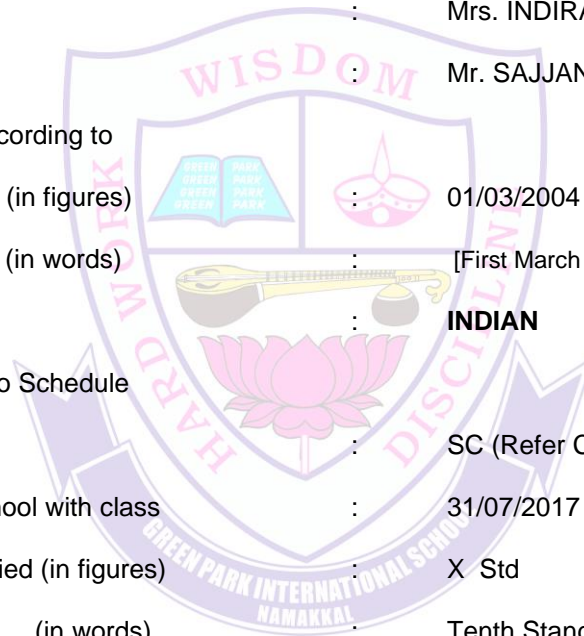 : Mrs. INDIRA
: Mr. SAJJAN
cording to
(in figures) : 01/03/2004
(in words) : [First March
: INDIAN
o Schedule
: SC (Refer C
hool with class : 31/07/2017
ied (in figures) : X Std
(in words) : Tenth Stand
WISDOM
HARD WORK
DISCIPLINE
GREEN PARK
GREEN PARK
GREEN PARK
GREEN PARK
GREEN PARK INTERNATIONAL SCHOOL
NAMAKKAL